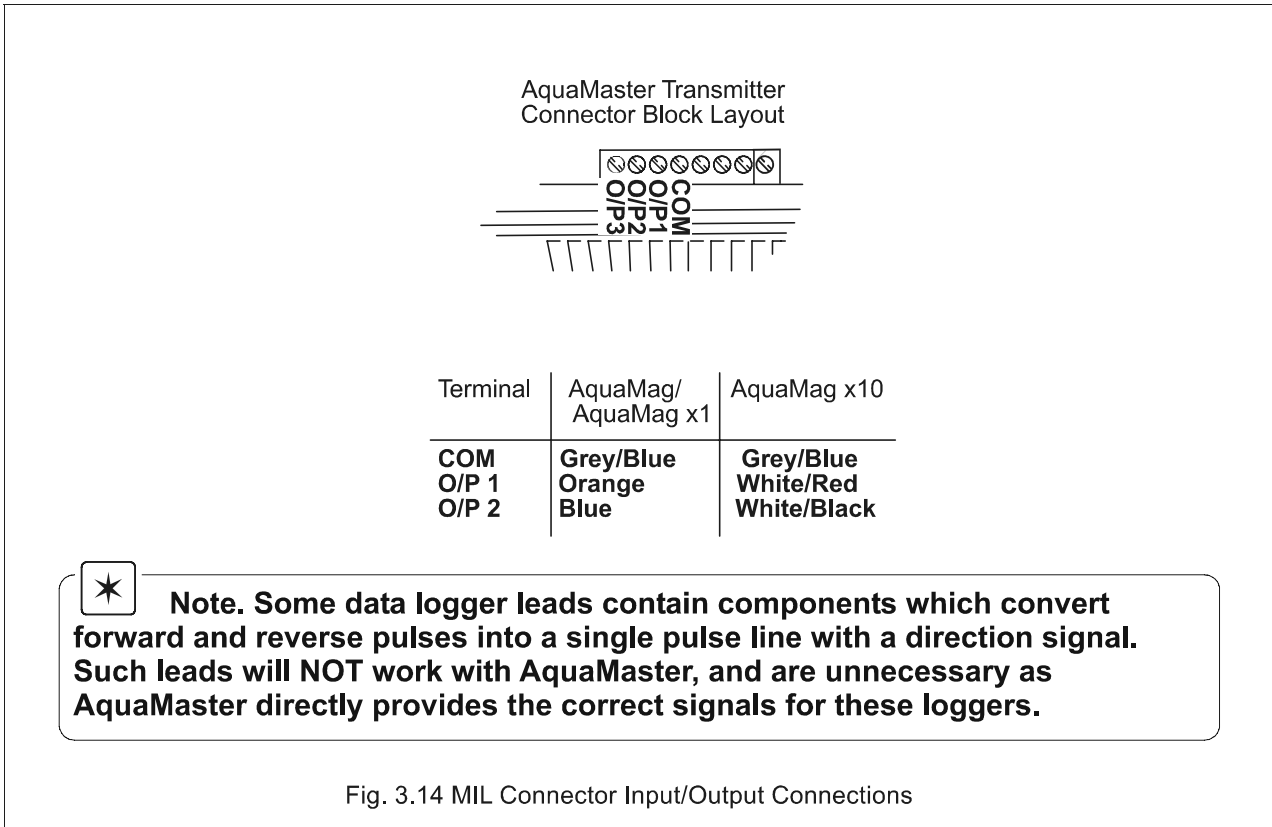 AquaMaster Transmitter
Connector Block Layout
O/P3
O/P2
O/P1
COM
Terminal AquaMag/ AquaMag x10
AquaMag x1
COM Grey/Blue Grey/Blue
O/P 1 Orange White/Red
O/P 2 Blue White/Black
Note. Some data logger leads contain components which convert
forward and reverse pulses into a single pulse line with a direction signal.
Such leads will NOT work with AquaMaster, and are unnecessary as
AquaMaster directly provides the correct signals for these loggers.
Fig. 3.14 MIL Connector Input/Output Connections